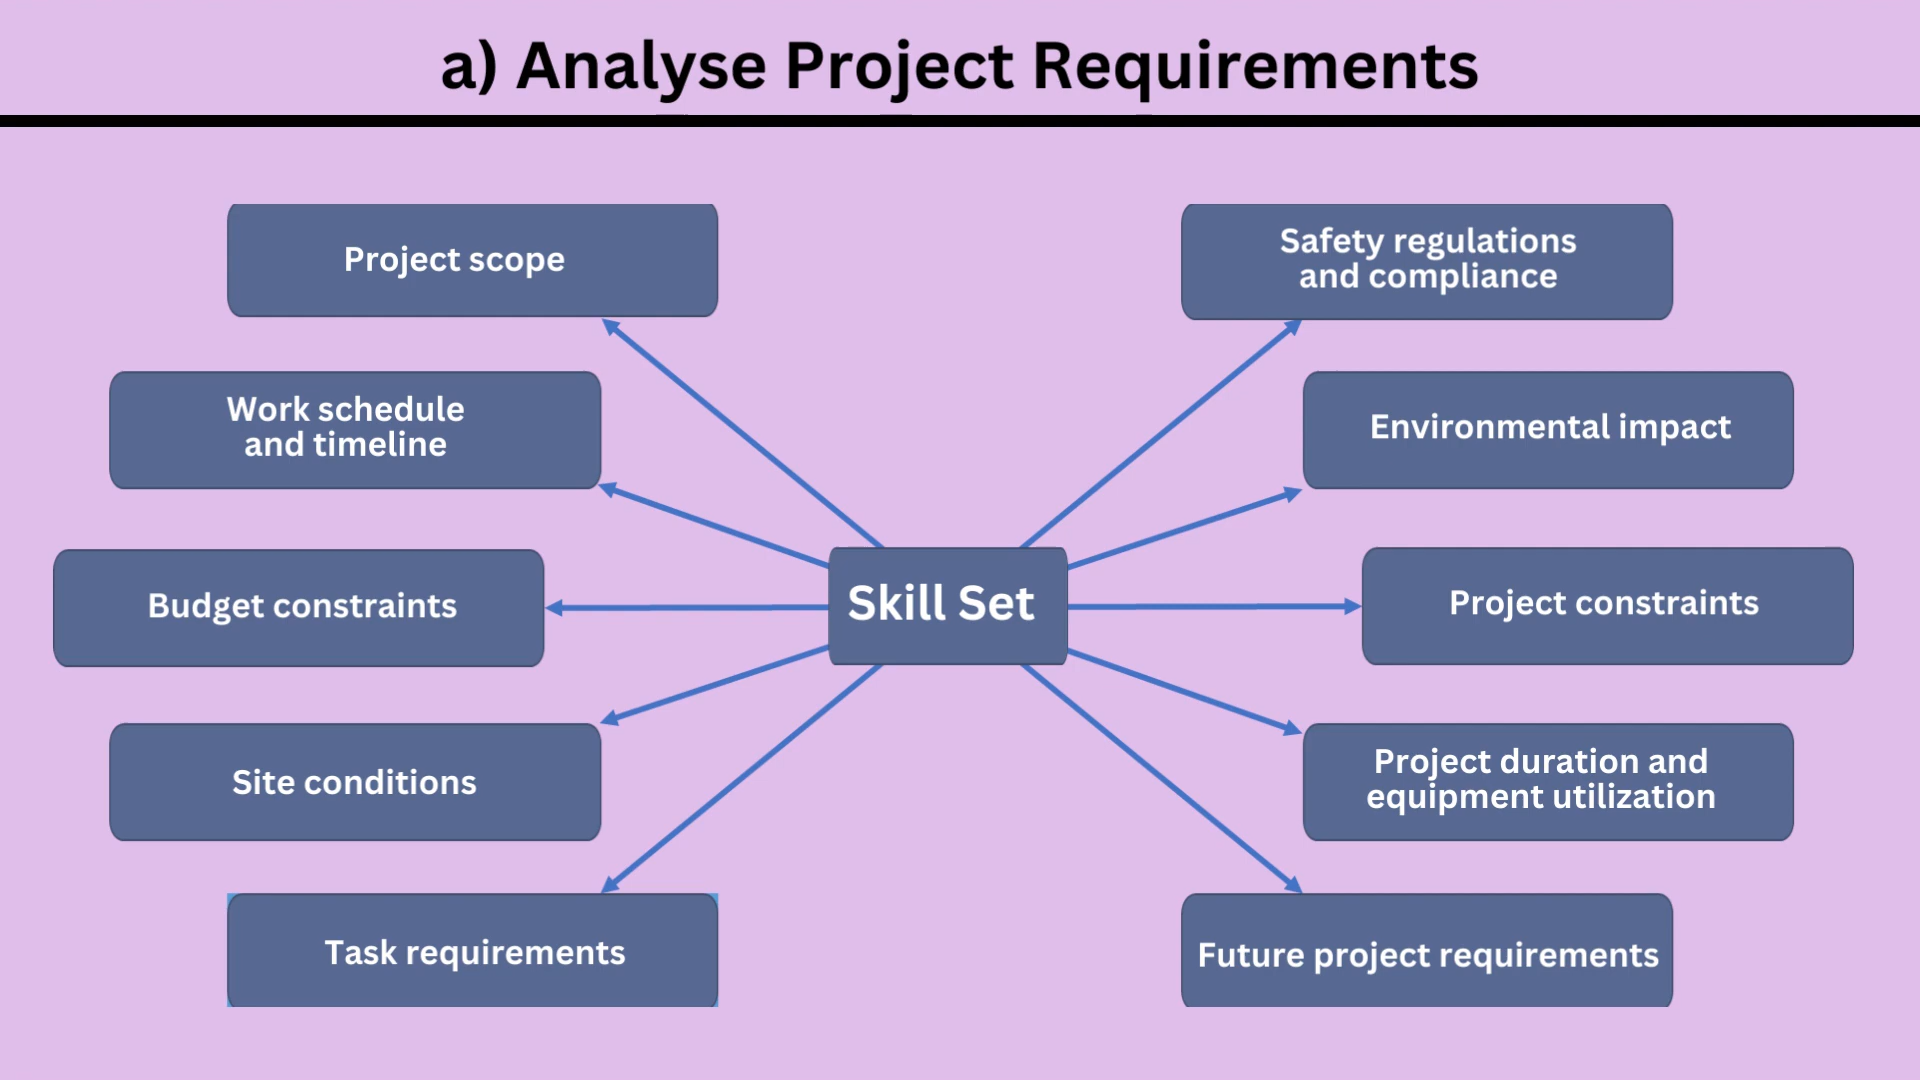 a) Analyse Project Requirements
Project scope
Safety regulations
and compliance
Work schedule
and timeline
Environmental impact
Budget constraints
Skill Set
Project constraints
Site conditions
Project duration and
equipment utilization
Task requirements
Future project requirements